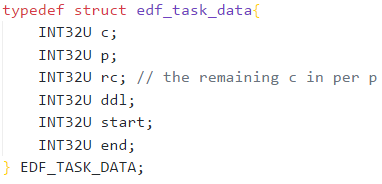 typedef struct edf_task_data{
    INT32U c;
    INT32U p;
    INT32U rc; // the remaining c in per p
    INT32U ddl;
    INT32U start;
    INT32U end;
} EDF_TASK_DATA;